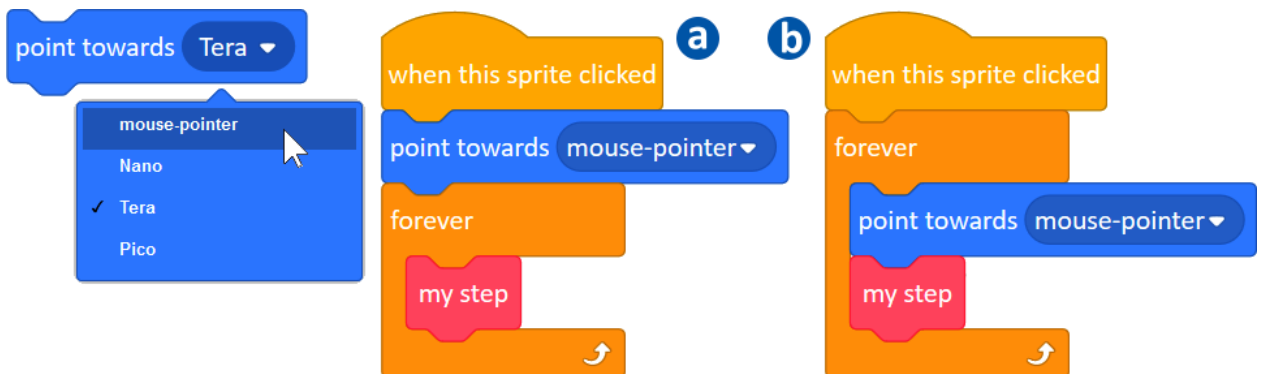 point towards Tera
mouse-pointer
Nano
✓ Tera
Pico
a
when this sprite clicked
point towards mouse-pointer
forever
my step
b
when this sprite clicked
forever
point towards mouse-pointer
my step